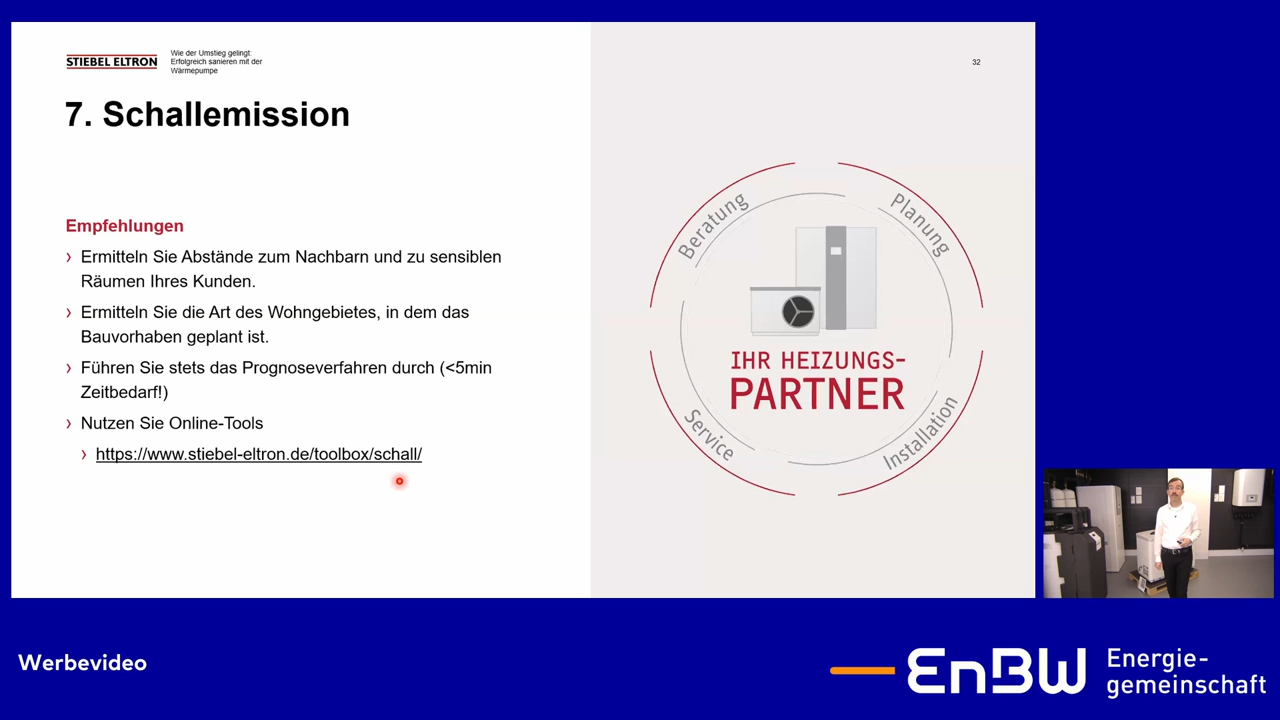 STIEBEL ELTRON
Wie der Umstieg gelingt:
Erfolgreich sanieren mit der
Wärmepumpe
32
7. Schallemission
Empfehlungen
› Ermitteln Sie Abstände zum Nachbarn und zu sensiblen
Räumen Ihres Kunden.
› Ermitteln Sie die Art des Wohngebietes, in dem das
Bauvorhaben geplant ist.
› Führen Sie stets das Prognoseverfahren durch (<5min
Zeitbedarf!)
› Nutzen Sie Online-Tools
› https://www.stiebel-eltron.de/toolbox/schall/
Beratung
Planung
IHR HEIZUNGS-
PARTNER
Service
Installation
Werbevideo
EnBW
Energie-
gemeinschaft